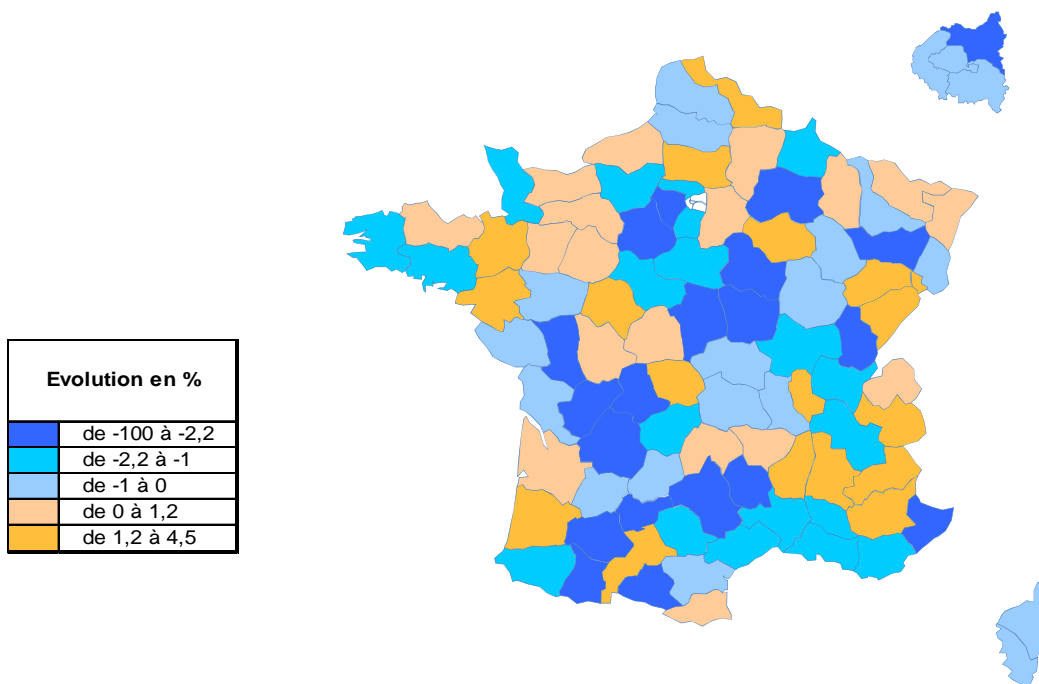 Evolution en %
de -100 à -2,2
de -2,2 à -1
de -1 à 0
de 0 à 1,2
de 1,2 à 4,5